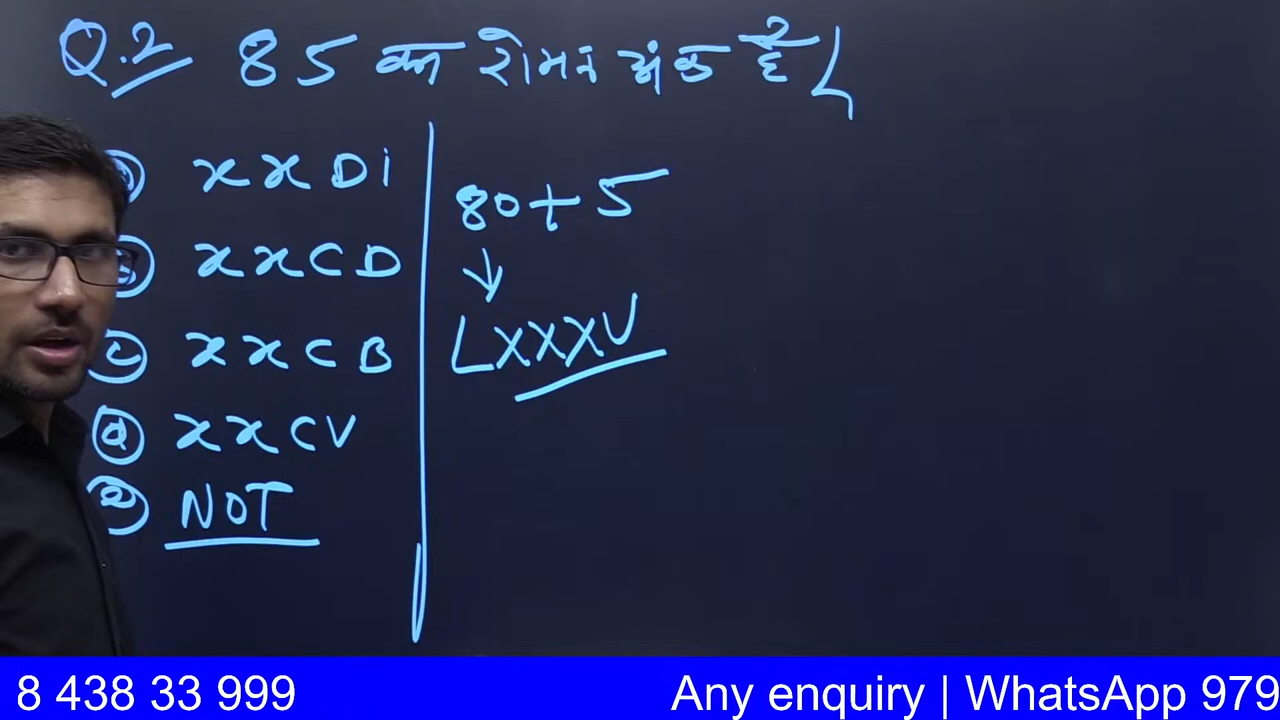 Q.2 85 का रोमन अंक है
xxDI
xxCD
c xxCB
d xxCV
e NOT
80+5
↓
LXXXV
8 438 33 999
Any enquiry | WhatsApp 979